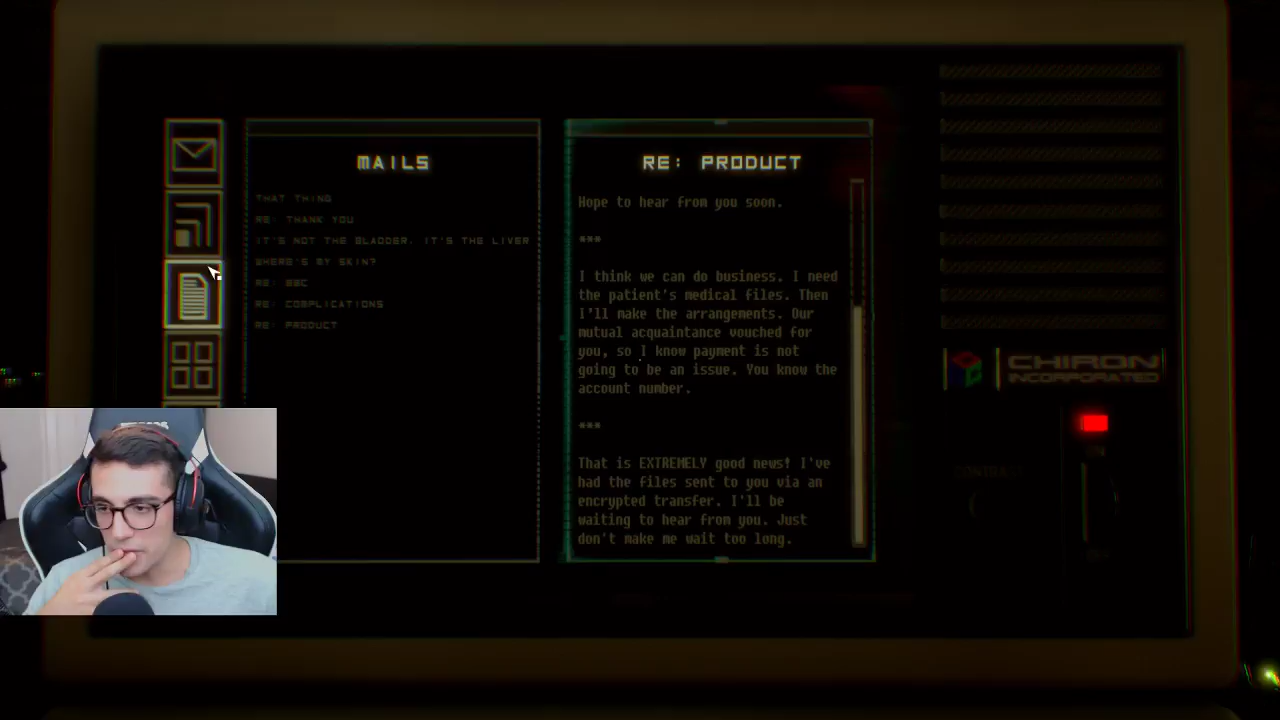 MAILS
THAT THING
RE: THANK YOU
IT'S NOT THE BLADDER, IT'S THE LIVER
WHERE'S MY SKIN?
RE: BBC
RE: COMPLICATIONS
RE: PRODUCT
RE: PRODUCT
Hope to hear from you soon.
***
I think we can do business. I need
the patient's medical files. Then
I'll make the arrangements. Our
mutual acquaintance vouched for
you, so I know payment is not
going to be an issue. You know the
account number.
***
That is EXTREMELY good news! I've
had the files sent to you via an
encrypted transfer. I'll be
waiting to hear from you. Just
don't make me wait too long.
CHIRON
INCORPORATED
CONTRAST
ON